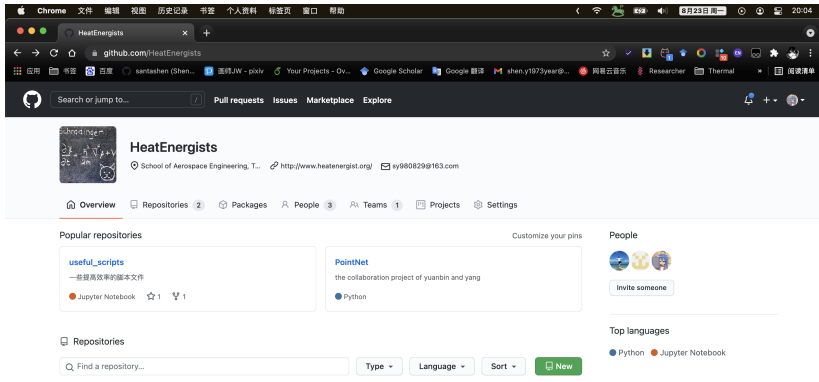 Chrome 文件 编辑 视图 历史记录 书签 个人资料 标签页 窗口 帮助 8月23日 周一 20:04
HeatEnergists
github.com/HeatEnergists
应用 书签 百度 santashen (Shen... 画师JW - pixiv Your Projects - Ov... Google Scholar Google 翻译 shen.y1973year@... 网易云音乐 Researcher Thermal » 阅读清单
Search or jump to... / Pull requests Issues Marketplace Explore
HeatEnergists
School of Aerospace Engineering, T... http://www.heatenergist.org/ sy980829@163.com
Overview Repositories 2 Packages People 3 Teams 1 Projects Settings
Popular repositories Customize your pins People
useful_scripts PointNet
一些提高效率的脚本文件 the collaboration project of yuanbin and yang
Invite someone
Jupyter Notebook 1 1 Python
Top languages
Repositories
Python Jupyter Notebook
Find a repository... Type Language Sort New